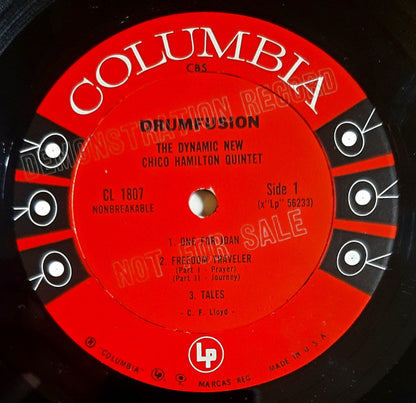 COLUMBIA
CBS
DEMONSTRATION RECORD
DRUMFUSION
THE DYNAMIC NEW
CHICO HAMILTON QUINTET
CL 1807
NONBREAKABLE
Side 1
(x"Lp" 56233)
NOT FOR SALE
1. ONE FOR JOAN
2. FREEDOM TRAVELER
(Part I - Prayer)
(Part II - Journey)
3. TALES
- C. F. Lloyd -
Lp
® "COLUMBIA" ® MARCAS REG. MADE IN U.S.A.